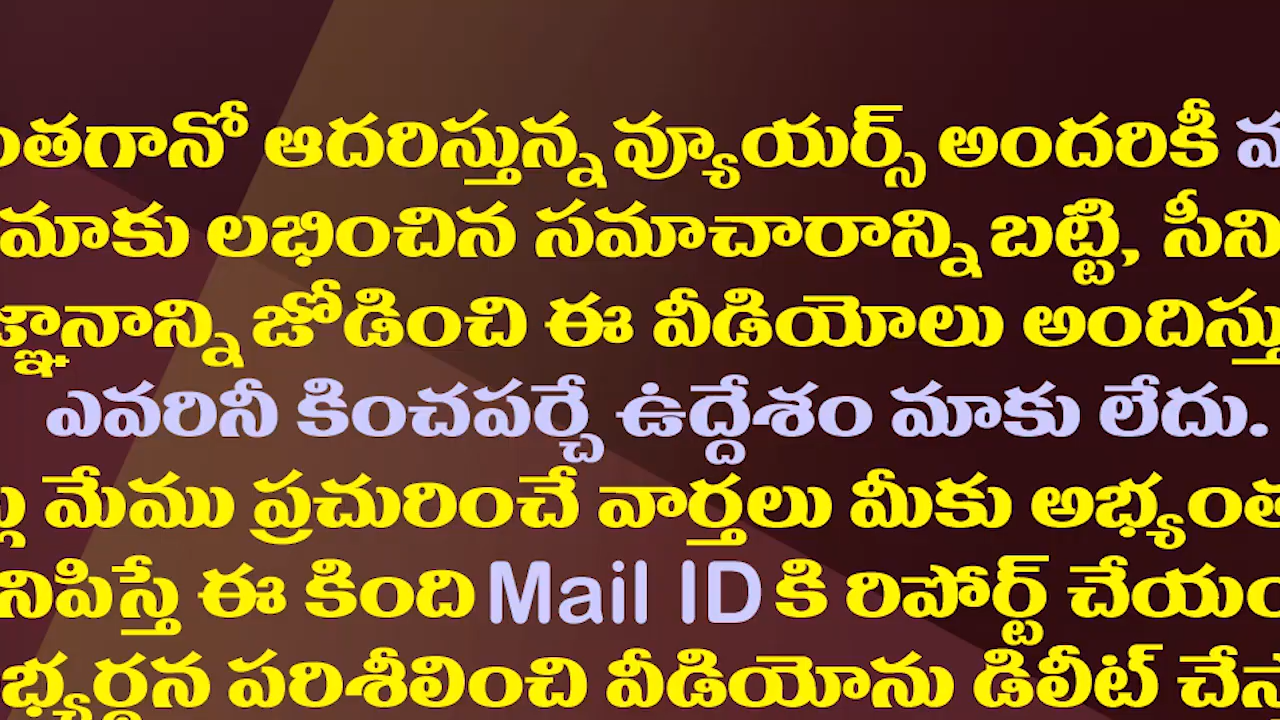 ంతగానో ఆదరిస్తున్న వ్యూయర్స్ అందరికీ
మాకు లభించిన సమాచారాన్ని బట్టి, సీని
జ్ఞానాన్ని జోడించి ఈ వీడియోలు అందిస్తు
ఎవరినీ కించపర్చే ఉద్దేశం మాకు లేదు.
మేము ప్రచురించే వార్తలు మీకు అభ్యంత
నిపిస్తే ఈ కింది Mail ID కి రిపోర్ట్ చేయం
భ్యర్థన పరిశీలించి వీడియోను డిలీట్ చేస